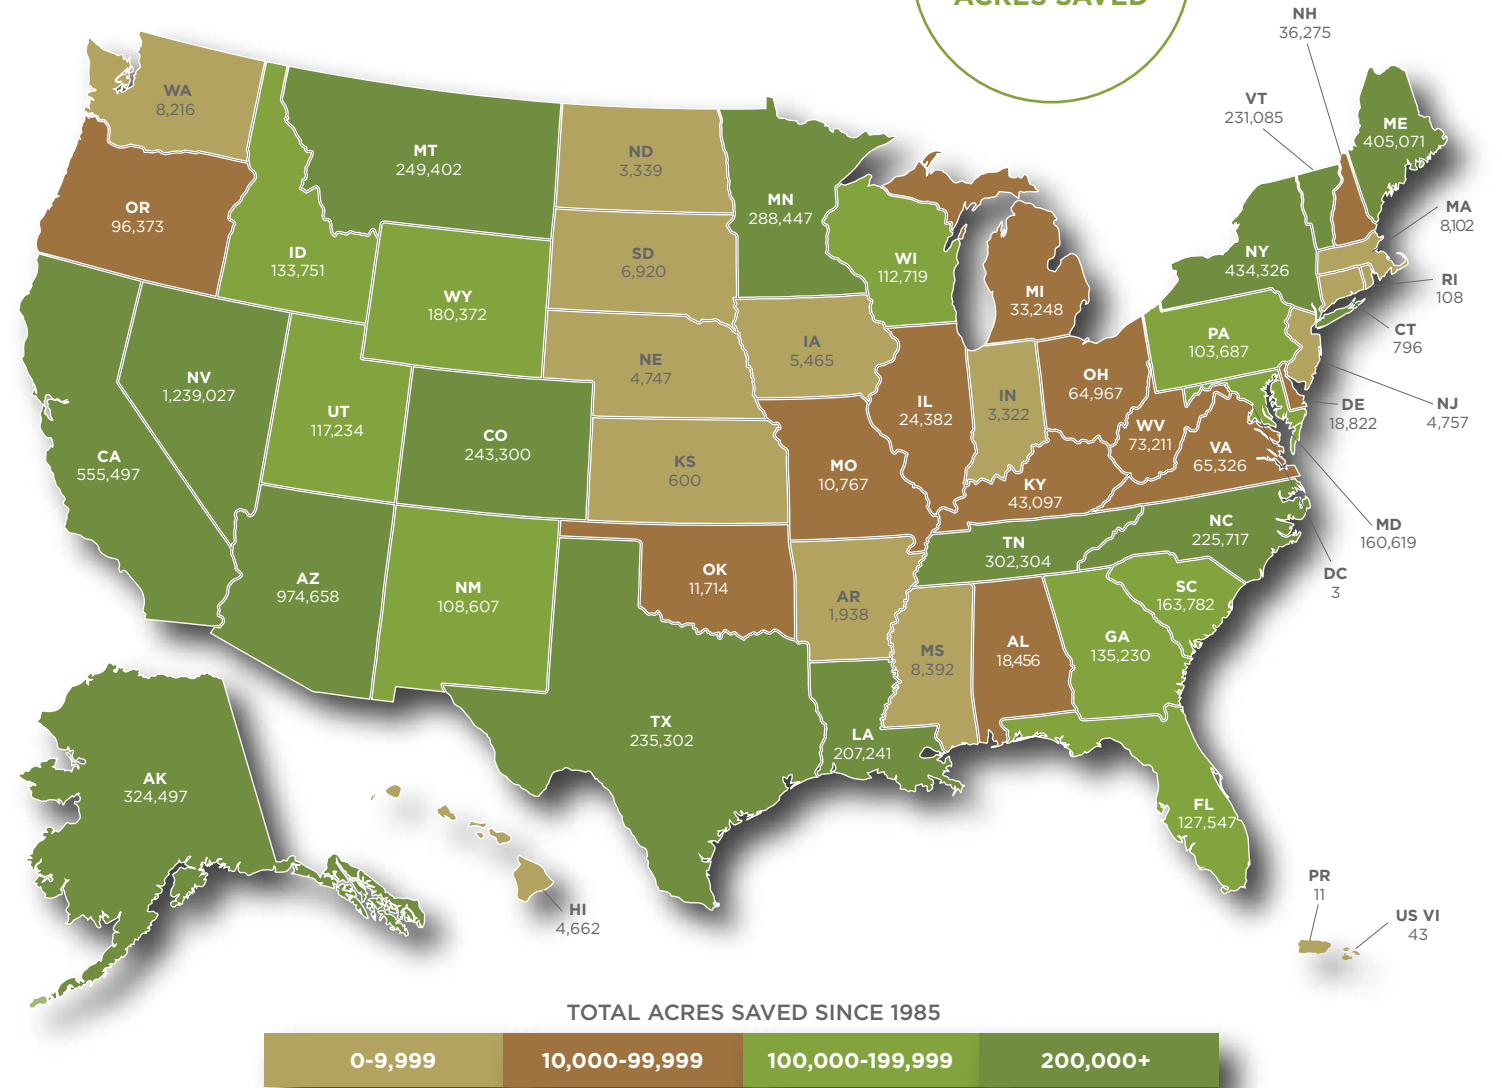 ACRES SAVED
NH
36,275
VT
231,085
ME
405,071
WA
8,216
MT
249,402
ND
3,339
MN
288,447
OR
96,373
ID
133,751
SD
6,920
WI
112,719
NY
434,326
MA
8,102
RI
108
CT
796
WY
180,372
MI
33,248
PA
103,687
NE
4,747
IA
5,465
NV
1,239,027
UT
117,234
CO
243,300
IL
24,382
IN
3,322
OH
64,967
NJ
4,757
DE
18,822
WV
73,211
VA
65,326
CA
555,497
KS
600
MO
10,767
KY
43,097
MD
160,619
NC
225,717
TN
302,304
DC
3
AZ
974,658
NM
108,607
OK
11,714
AR
1,938
SC
163,782
MS
8,392
AL
18,456
GA
135,230
TX
235,302
LA
207,241
AK
324,497
FL
127,547
HI
4,662
PR
11
US VI
43
TOTAL ACRES SAVED SINCE 1985
0-9,999
10,000-99,999
100,000-199,999
200,000+